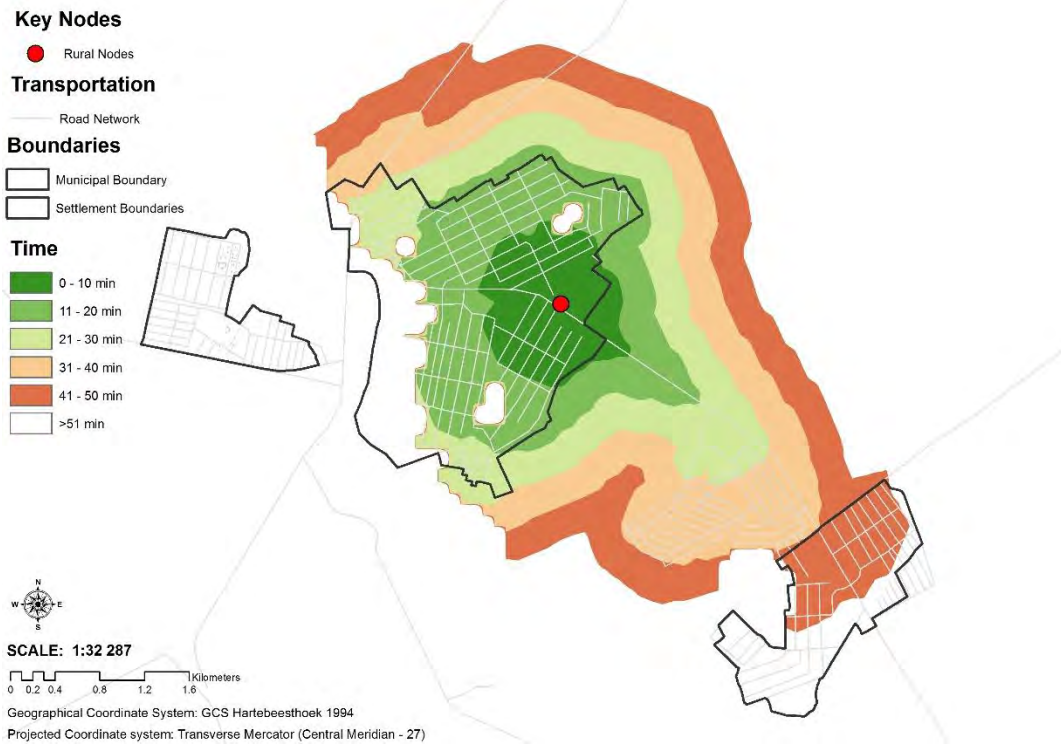 Key Nodes
Rural Nodes
Transportation
Road Network
Boundaries
Municipal Boundary
Settlement Boundaries
Time
0 - 10 min
11 - 20 min
21 - 30 min
31 - 40 min
41 - 50 min
>51 min
N
W E
S
SCALE: 1:32 287
Kilometers
0 0.2 0.4 0.8 1.2 1.6
Geographical Coordinate System: GCS Hartebeesthoek 1994
Projected Coordinate system: Transverse Mercator (Central Meridian - 27)